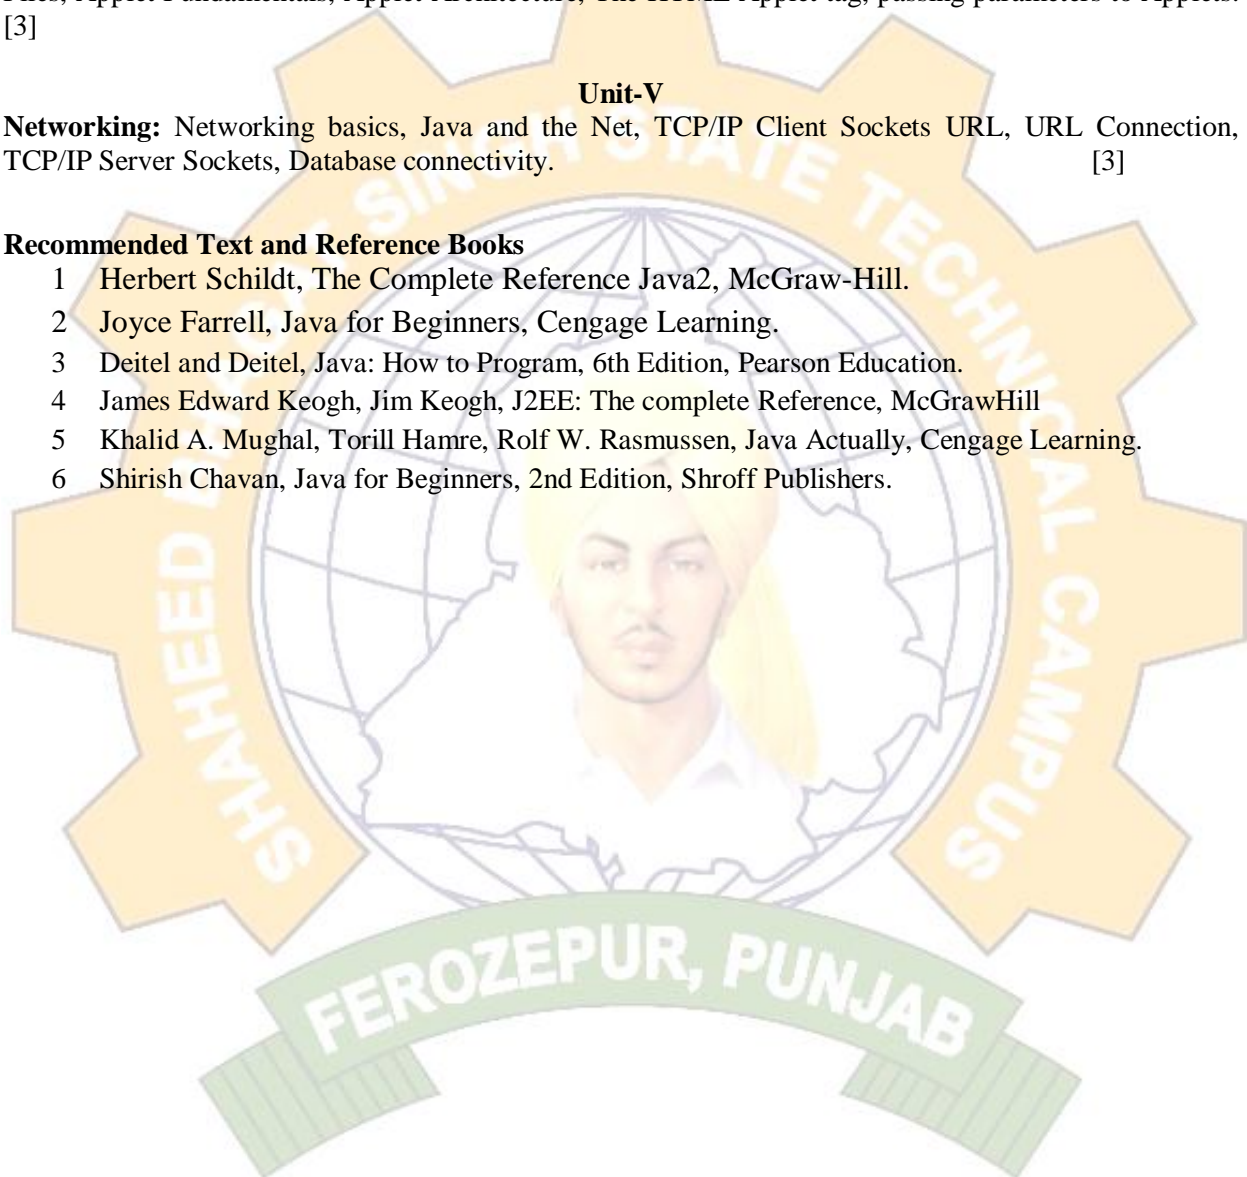 Files, Applet Fundamentals, Applet Architecture, The HTML Applet tag, passing parameters to Applets.
[3]
Unit-V
Networking: Networking basics, Java and the Net, TCP/IP Client Sockets URL, URL Connection,
TCP/IP Server Sockets, Database connectivity. [3]
Recommended Text and Reference Books
1 Herbert Schildt, The Complete Reference Java2, McGraw-Hill.
2 Joyce Farrell, Java for Beginners, Cengage Learning.
3 Deitel and Deitel, Java: How to Program, 6th Edition, Pearson Education.
4 James Edward Keogh, Jim Keogh, J2EE: The complete Reference, McGrawHill
5 Khalid A. Mughal, Torill Hamre, Rolf W. Rasmussen, Java Actually, Cengage Learning.
6 Shirish Chavan, Java for Beginners, 2nd Edition, Shroff Publishers.
SHAHEED BHAGAT SINGH STATE TECHNICAL CAMPUS
FEROZEPUR, PUNJAB